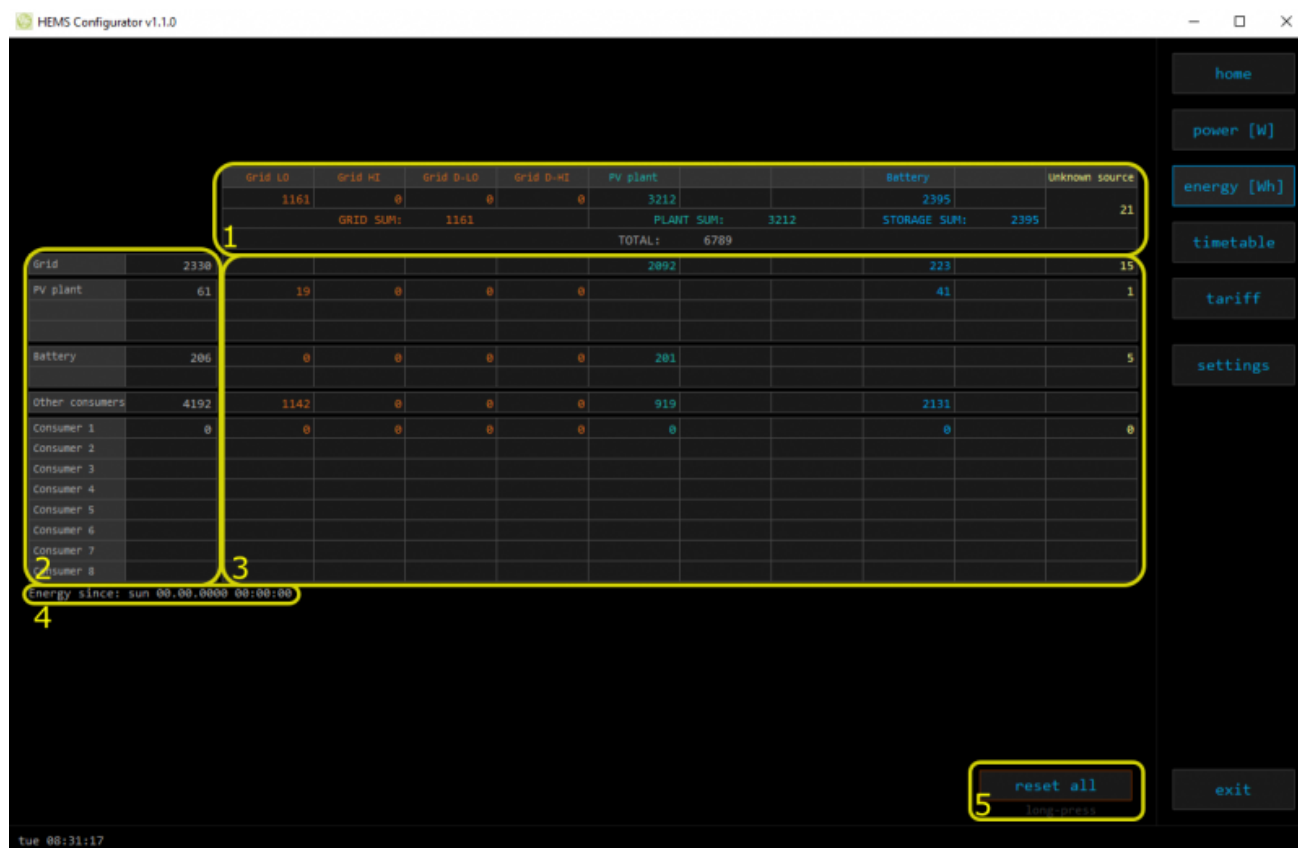 HEMS Configurator v1.1.0
home
power [W]
energy [Wh]
timetable
tariff
settings
Grid LO Grid HI Grid D-LO Grid D-HI PV plant Battery Unknown source
1161 0 0 0 3212 2395 21
GRID SUM: 1161 PLANT SUM: 3212 STORAGE SUM: 2395
1 TOTAL: 6789
Grid 2330 2092 223 15
PV plant 61 19 0 0 0 41 1
Battery 206 0 0 0 0 201 5
Other consumers 4192 1142 0 0 0 919 2131
Consumer 1 0 0 0 0 0 0 0 0
Consumer 2
Consumer 3
Consumer 4
Consumer 5
Consumer 6
Consumer 7
Consumer 8
2 3
Energy since: sun 00.00.0000 00:00:00
4
reset all
5 long-press
exit
tue 08:31:17